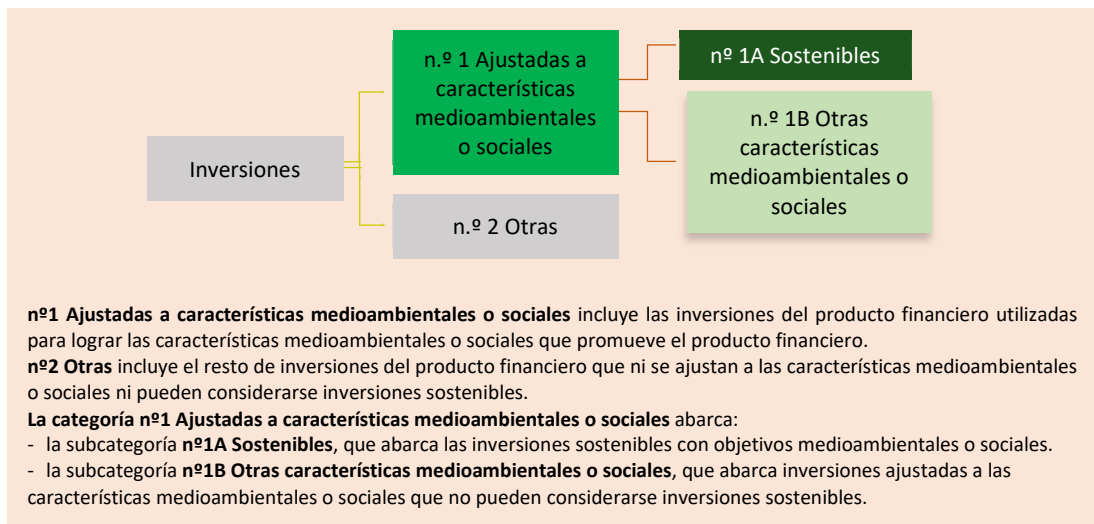 Inversiones
n.º 1 Ajustadas a
características
medioambientales
o sociales
n.º 2 Otras
nº 1A Sostenibles
n.º 1B Otras
características
medioambientales o
sociales
nº1 Ajustadas a características medioambientales o sociales incluye las inversiones del producto financiero utilizadas
para lograr las características medioambientales o sociales que promueve el producto financiero.
nº2 Otras incluye el resto de inversiones del producto financiero que ni se ajustan a las características medioambientales
o sociales ni pueden considerarse inversiones sostenibles.
La categoría nº1 Ajustadas a características medioambientales o sociales abarca:
- la subcategoría nº1A Sostenibles, que abarca las inversiones sostenibles con objetivos medioambientales o sociales.
- la subcategoría nº1B Otras características medioambientales o sociales, que abarca inversiones ajustadas a las
características medioambientales o sociales que no pueden considerarse inversiones sostenibles.